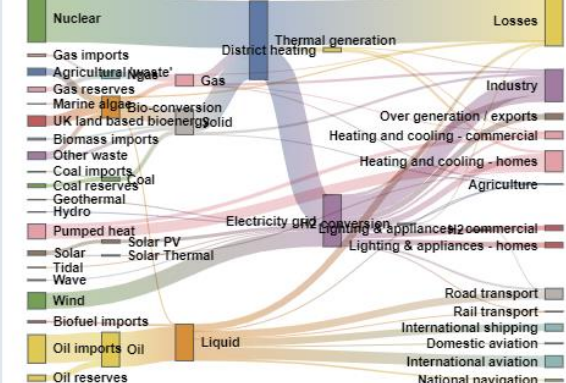 Nuclear
Losses
Thermal generation
District heating
Gas imports
Agricultural 'waste'
Ngas
Gas
Gas reserves
Industry
Marine algae
Bio-conversion
UK land based bioenergy
Solid
Over generation / exports
Biomass imports
Heating and cooling - commercial
Other waste
Heating and cooling - homes
Coal imports
Coal
Coal reserves
Agriculture
Geothermal
Hydro
Electricity grid
H2 conversion
Pumped heat
Lighting & appliances - commercial
H2
Solar PV
Lighting & appliances - homes
Solar
Solar Thermal
Tidal
Wave
Road transport
Wind
Rail transport
Biofuel imports
International shipping
Oil imports
Oil
Liquid
Domestic aviation
International aviation
Oil reserves
National navigation